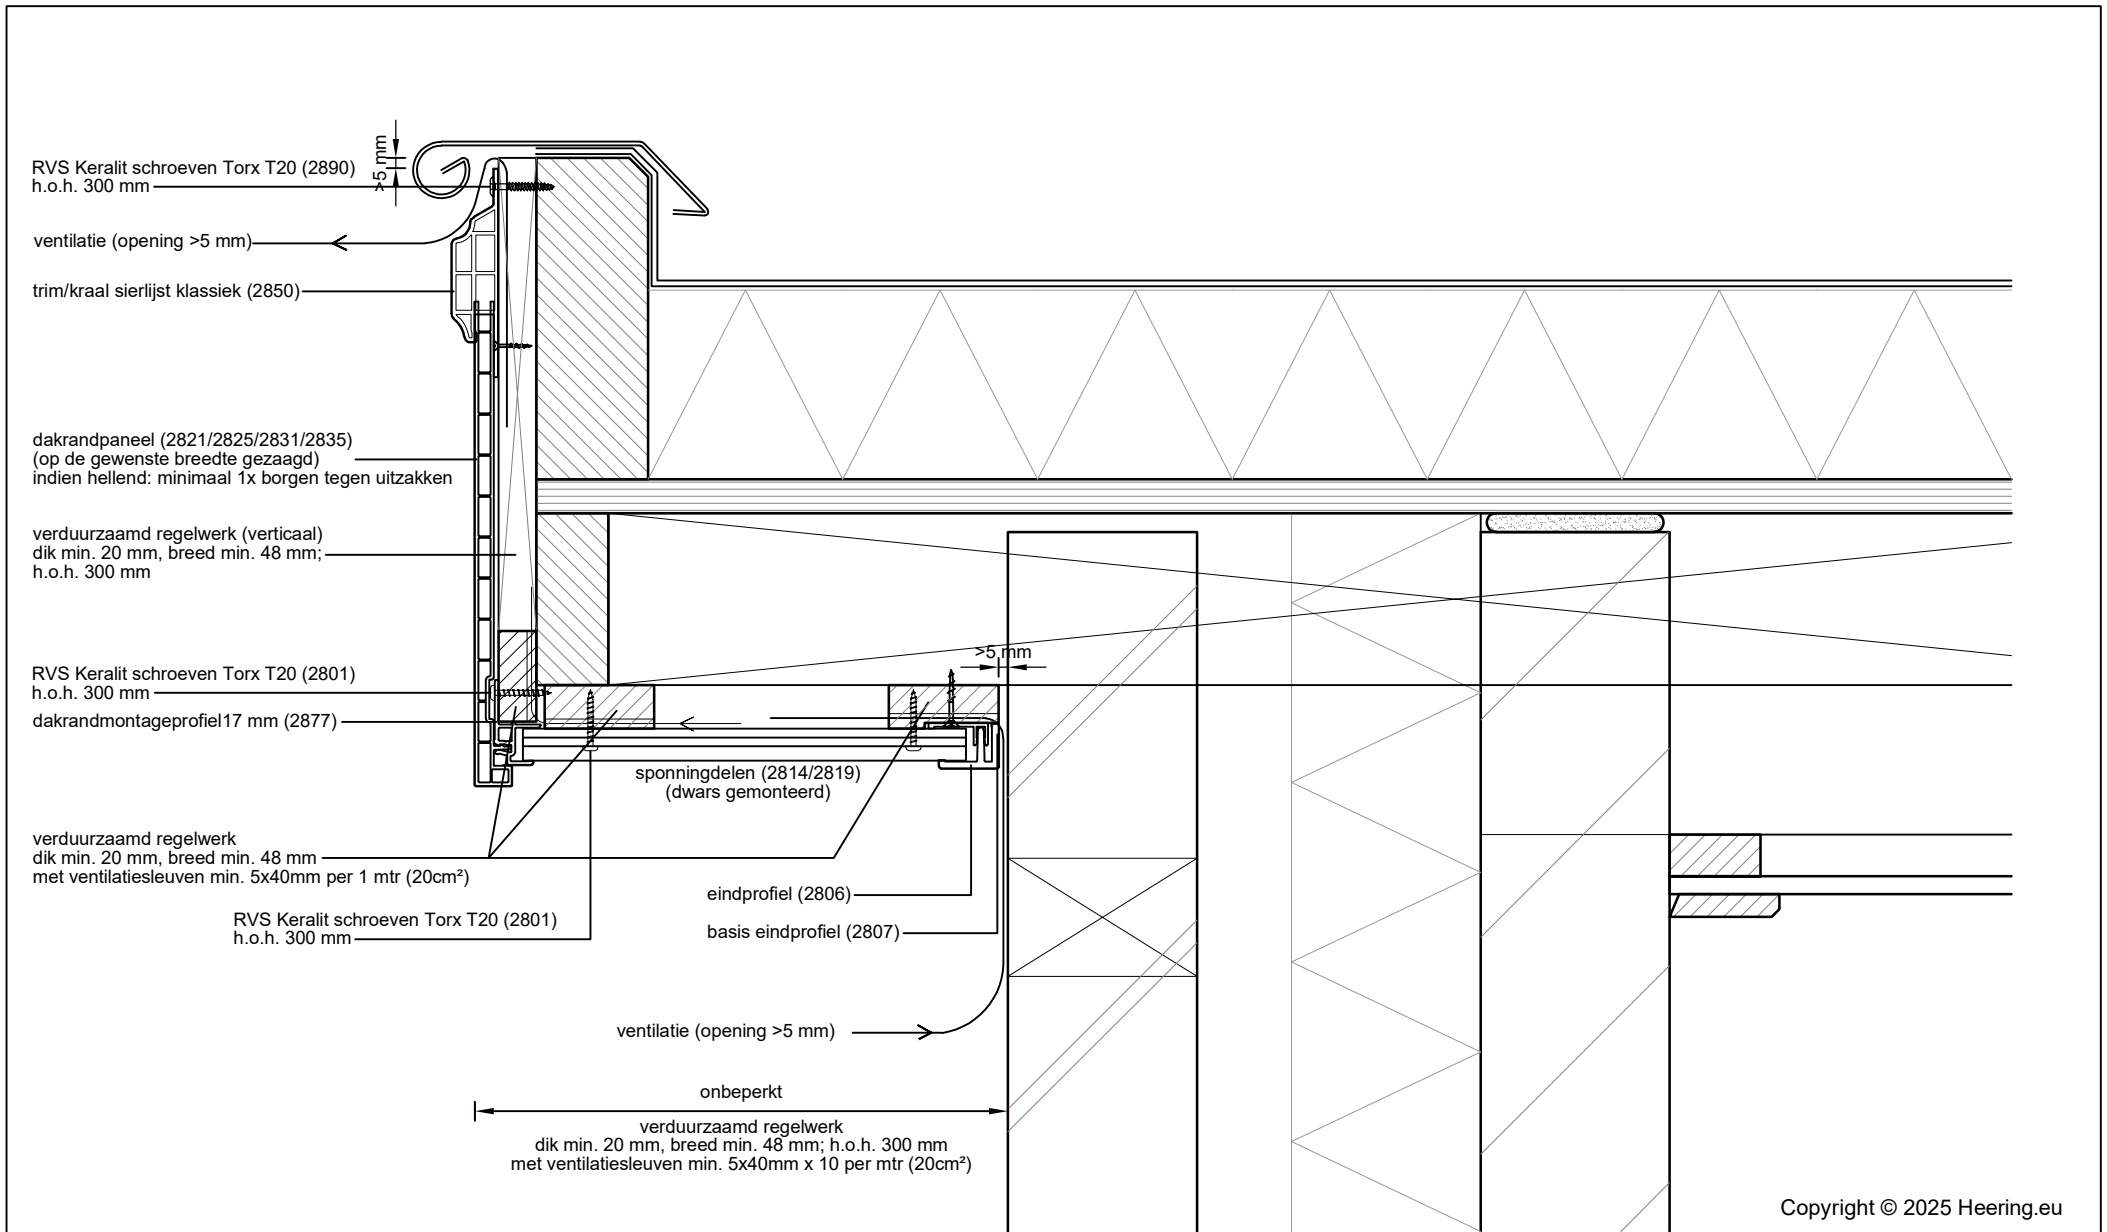 >5 mm
RVS Keralit schroeven Torx T20 (2890)
h.o.h. 300 mm
ventilatie (opening >5 mm)
trim/kraal sierlijst klassiek (2850)
dakrandpaneel (2821/2825/2831/2835)
(op de gewenste breedte gezaagd)
indien hellend: minimaal 1x borgen tegen uitzakken
verduurzaamd regelwerk (verticaal)
dik min. 20 mm, breed min. 48 mm;
h.o.h. 300 mm
>5 mm
RVS Keralit schroeven Torx T20 (2801)
h.o.h. 300 mm
dakrandmontageprofiel17 mm (2877)
sponningdelen (2814/2819)
(dwars gemonteerd)
verduurzaamd regelwerk
dik min. 20 mm, breed min. 48 mm
met ventilatiesleuven min. 5x40mm per 1 mtr (20cm²)
eindprofiel (2806)
RVS Keralit schroeven Torx T20 (2801)
h.o.h. 300 mm
basis eindprofiel (2807)
ventilatie (opening >5 mm)
onbeperkt
verduurzaamd regelwerk
dik min. 20 mm, breed min. 48 mm; h.o.h. 300 mm
met ventilatiesleuven min. 5x40mm x 10 per mtr (20cm²)
Copyright © 2025 Heering.eu